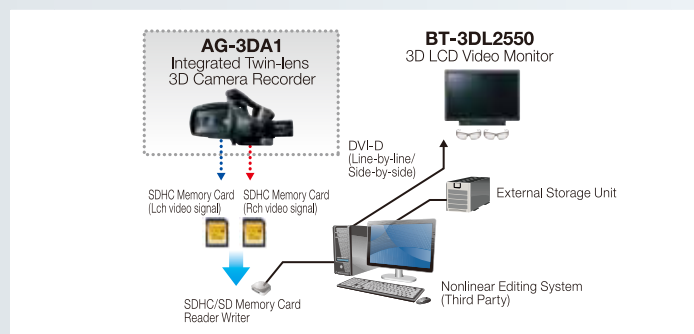 AG-3DA1
Integrated Twin-lens
3D Camera Recorder
BT-3DL2550
3D LCD Video Monitor
DVI-D
(Line-by-line/
Side-by-side)
SDHC Memory Card
(Lch video signal)
SDHC Memory Card
(Rch video signal)
External Storage Unit
SDHC/SD Memory Card
Reader Writer
Nonlinear Editing System
(Third Party)